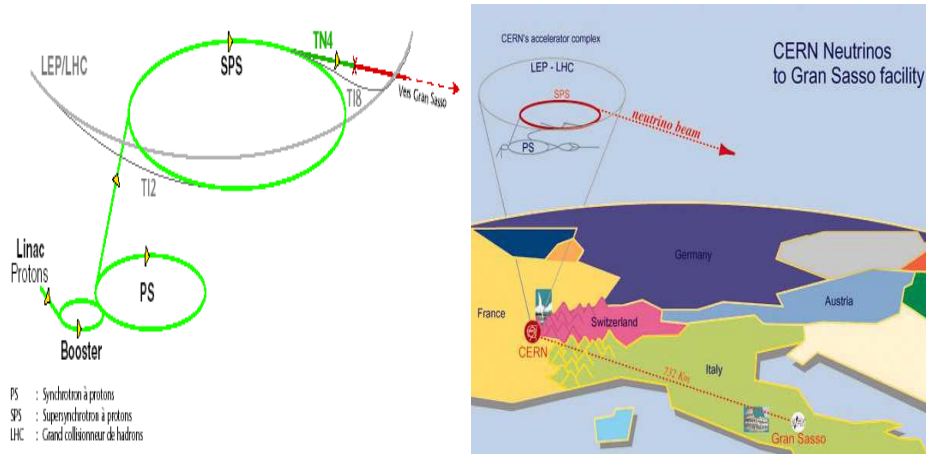 LEP/LHC
SPS
TN4
TI8
Vers Gran Sasso
TI2
Linac
Protons
PS
Booster
PS : Synchrotron à protons
SPS : Supersynchrotron à protons
LHC : Grand collisionneur de hadrons
CERN's accelerator complex
LEP - LHC
SPS
PS
neutrino beam
CERN Neutrinos
to Gran Sasso facility
Germany
France
Switzerland
Austria
CERN
Italy
732 Km
Gran Sasso